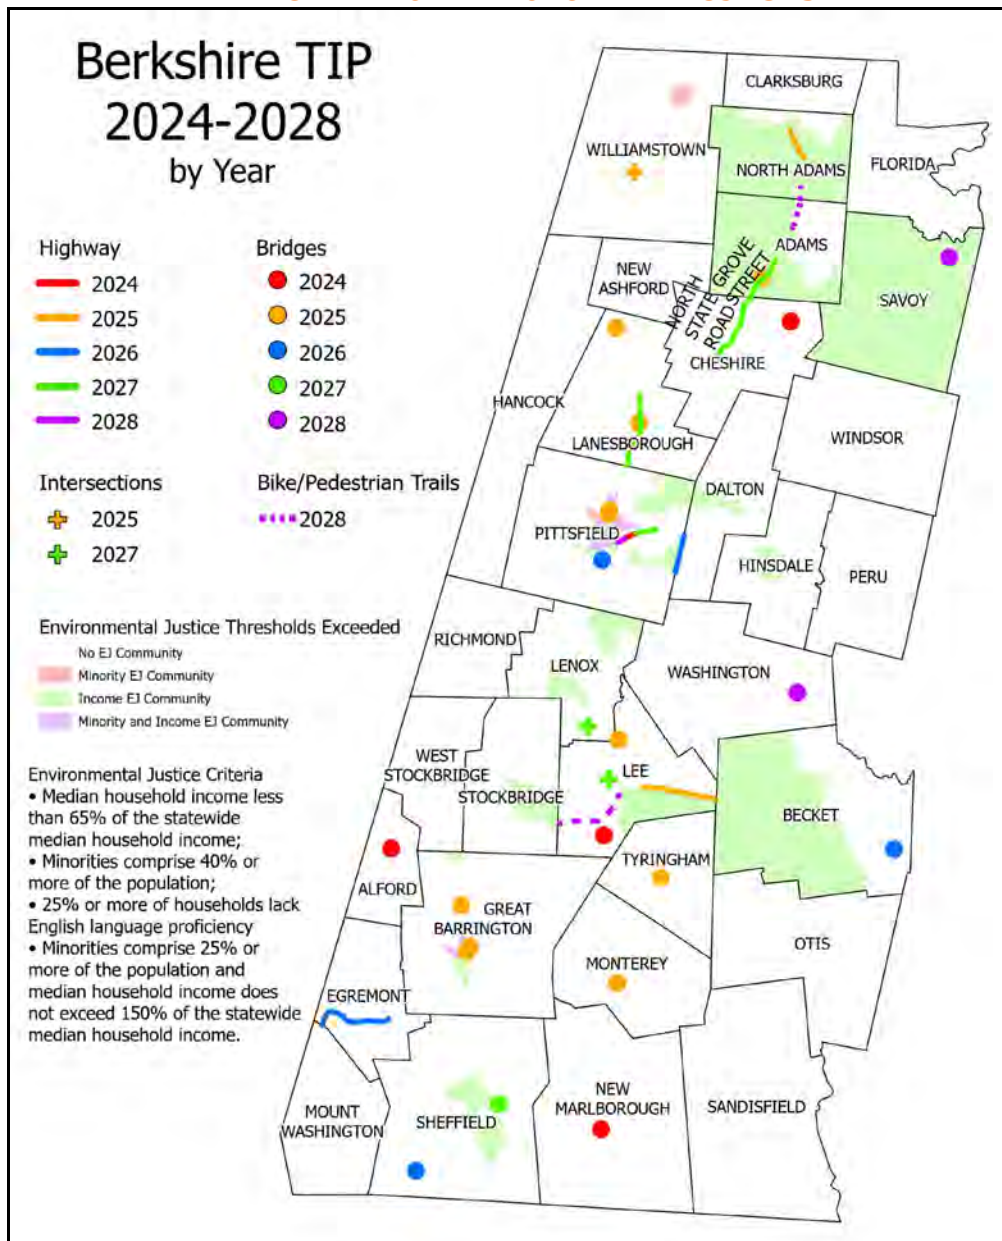 Berkshire TIP
2024-2028
by Year
Highway
2024
2025
2026
2027
2028
Bridges
2024
2025
2026
2027
2028
Intersections
2025
2027
Bike/Pedestrian Trails
2028
Environmental Justice Thresholds Exceeded
No EJ Community
Minority EJ Community
Income EJ Community
Minority and Income EJ Community
Environmental Justice Criteria
• Median household income less
than 65% of the statewide
median household income;
• Minorities comprise 40% or
more of the population;
• 25% or more of households lack
English language proficiency
• Minorities comprise 25% or
more of the population and
median household income does
not exceed 150% of the statewide
median household income.
CLARKSBURG
WILLIAMSTOWN
NORTH ADAMS
FLORIDA
ADAMS
NEW
ASHFORD
NORTH
STATE
ROAD
GROVE
STREET
SAVOY
CHESHIRE
HANCOCK
LANESBOROUGH
WINDSOR
DALTON
PITTSFIELD
HINSDALE
PERU
RICHMOND
LENOX
WASHINGTON
WEST
STOCKBRIDGE
STOCKBRIDGE
LEE
BECKET
TYRINGHAM
ALFORD
GREAT
BARRINGTON
OTIS
MONTEREY
EGREMONT
MOUNT
WASHINGTON
SHEFFIELD
NEW
MARLBOROUGH
SANDISFIELD